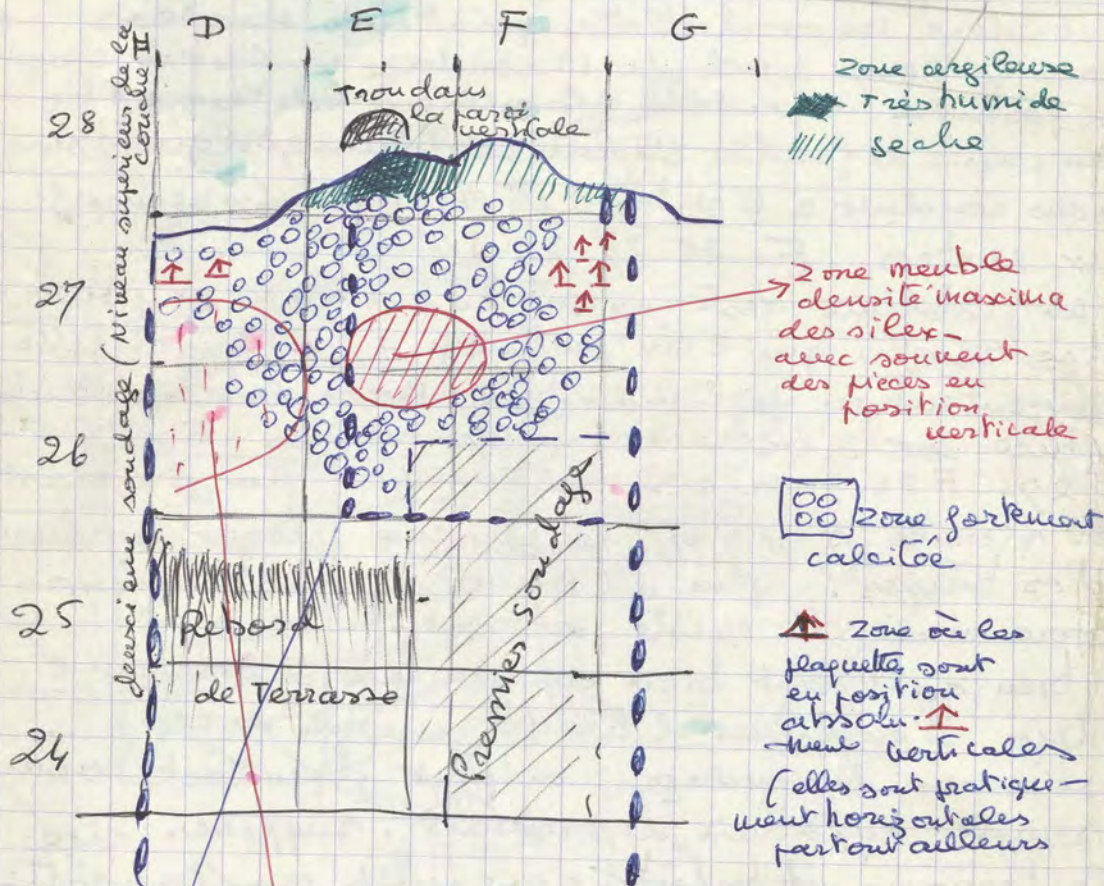 D E F G
28
27
26
25
24
deuxième sondage (Niveau supérieur de la
couche II
Trou dans
la paroi
verticale
Rebord
de Terrasse
Premier sondage
Zone argileuse
Très humide
sèche
Zone meuble
densité maxima
des silex-
avec souvent
des pièces en
position
verticale
Zone fortement
calcitée
Zone où les
plaquettes sont
en position
absolu-
-ment verticales
(elles sont pratique-
ment horizontales
partout ailleurs